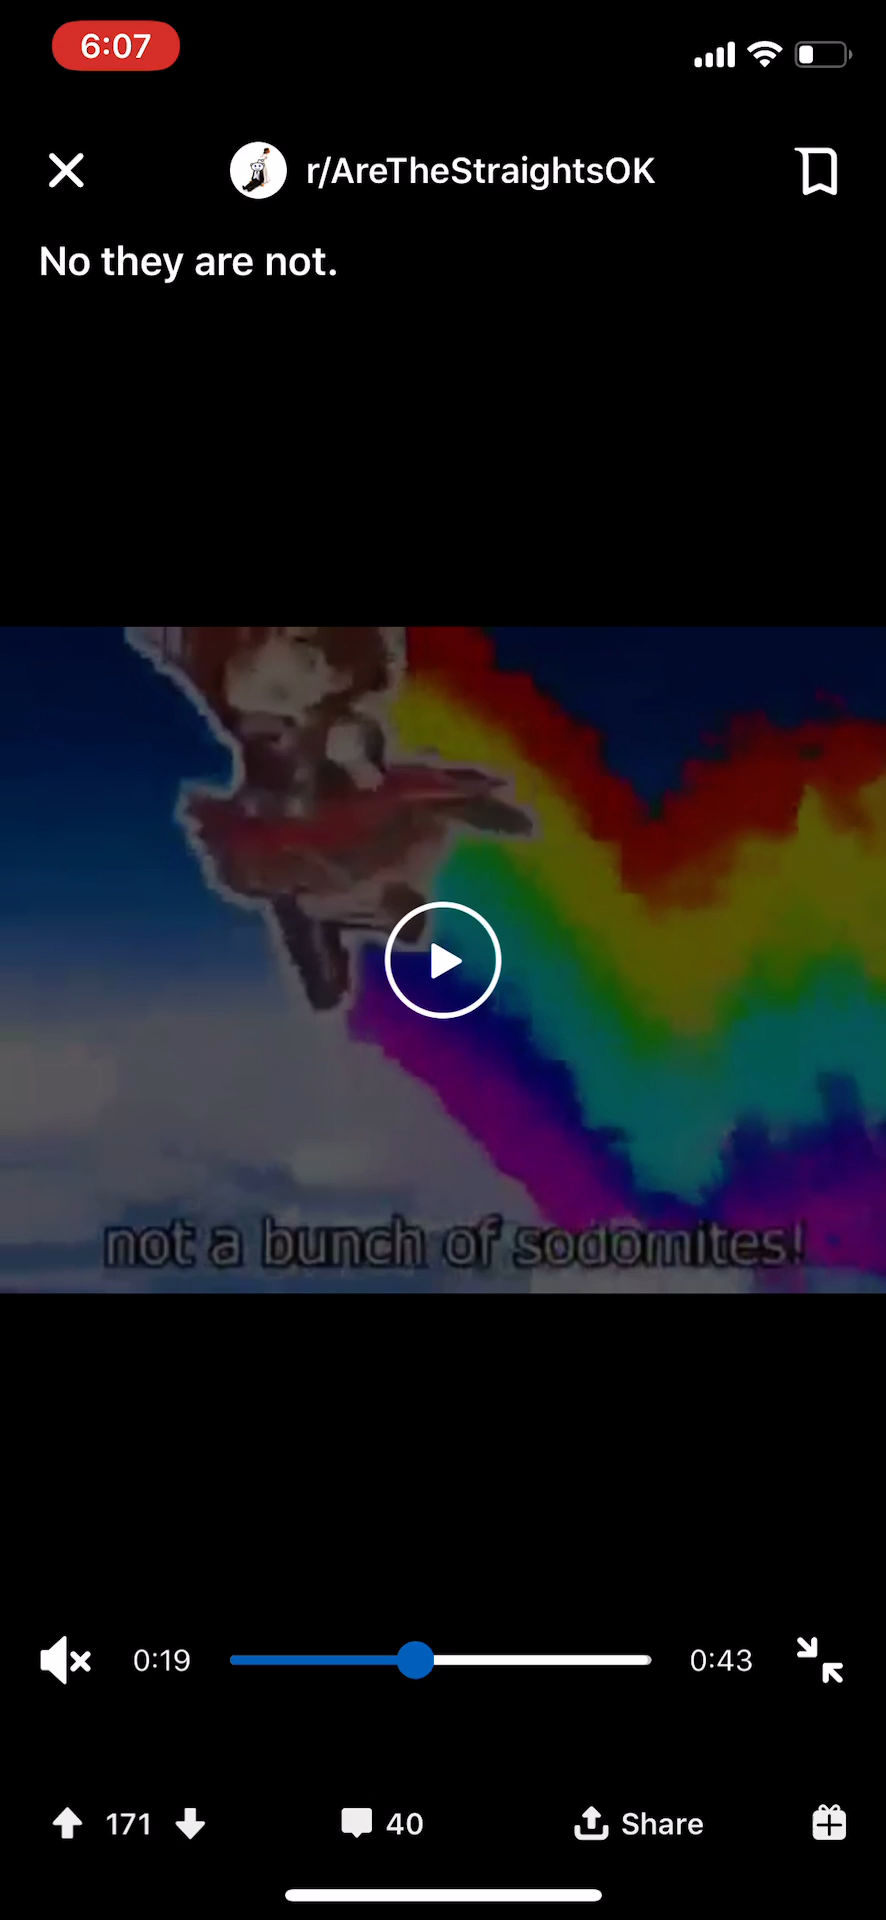 6:07
r/AreTheStraightsOK
No they are not.
not a bunch of sodomites!
0:19
0:43
171
40
Share